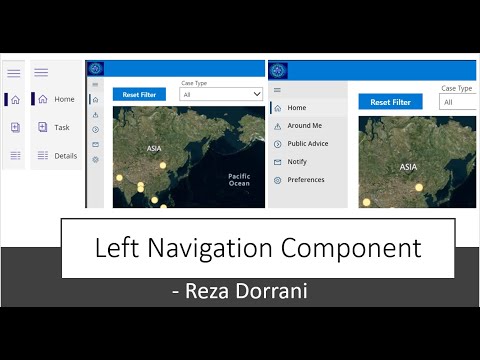 Home
Task
Details
Reset Filter
Case Type
All
ASIA
Pacific
Ocean
Home
Around Me
Public Advice
Notify
Preferences
Reset Filter
Case Type
All
ASIA
Left Navigation Component
- Reza Dorrani